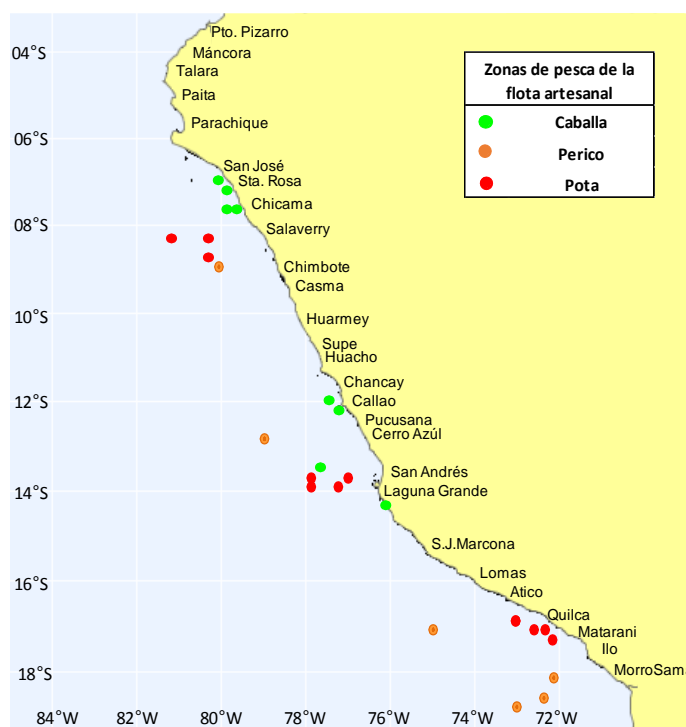 Pto. Pizarro
04°S
Máncora
Talara
Paita
Parachique
06°S
San José
Sta. Rosa
Chicama
08°S
Salaverry
Chimbote
Casma
10°S
Huarmey
Supe
Huacho
Chancay
12°S
Callao
Pucusana
Cerro Azúl
San Andrés
14°S
Laguna Grande
S.J.Marcona
16°S
Lomas
Atico
Quilca
Matarani
Ilo
18°S
MorroSama
84°W 82°W 80°W 78°W 76°W 74°W 72°W
Zonas de pesca de la
flota artesanal
Caballa
Perico
Pota